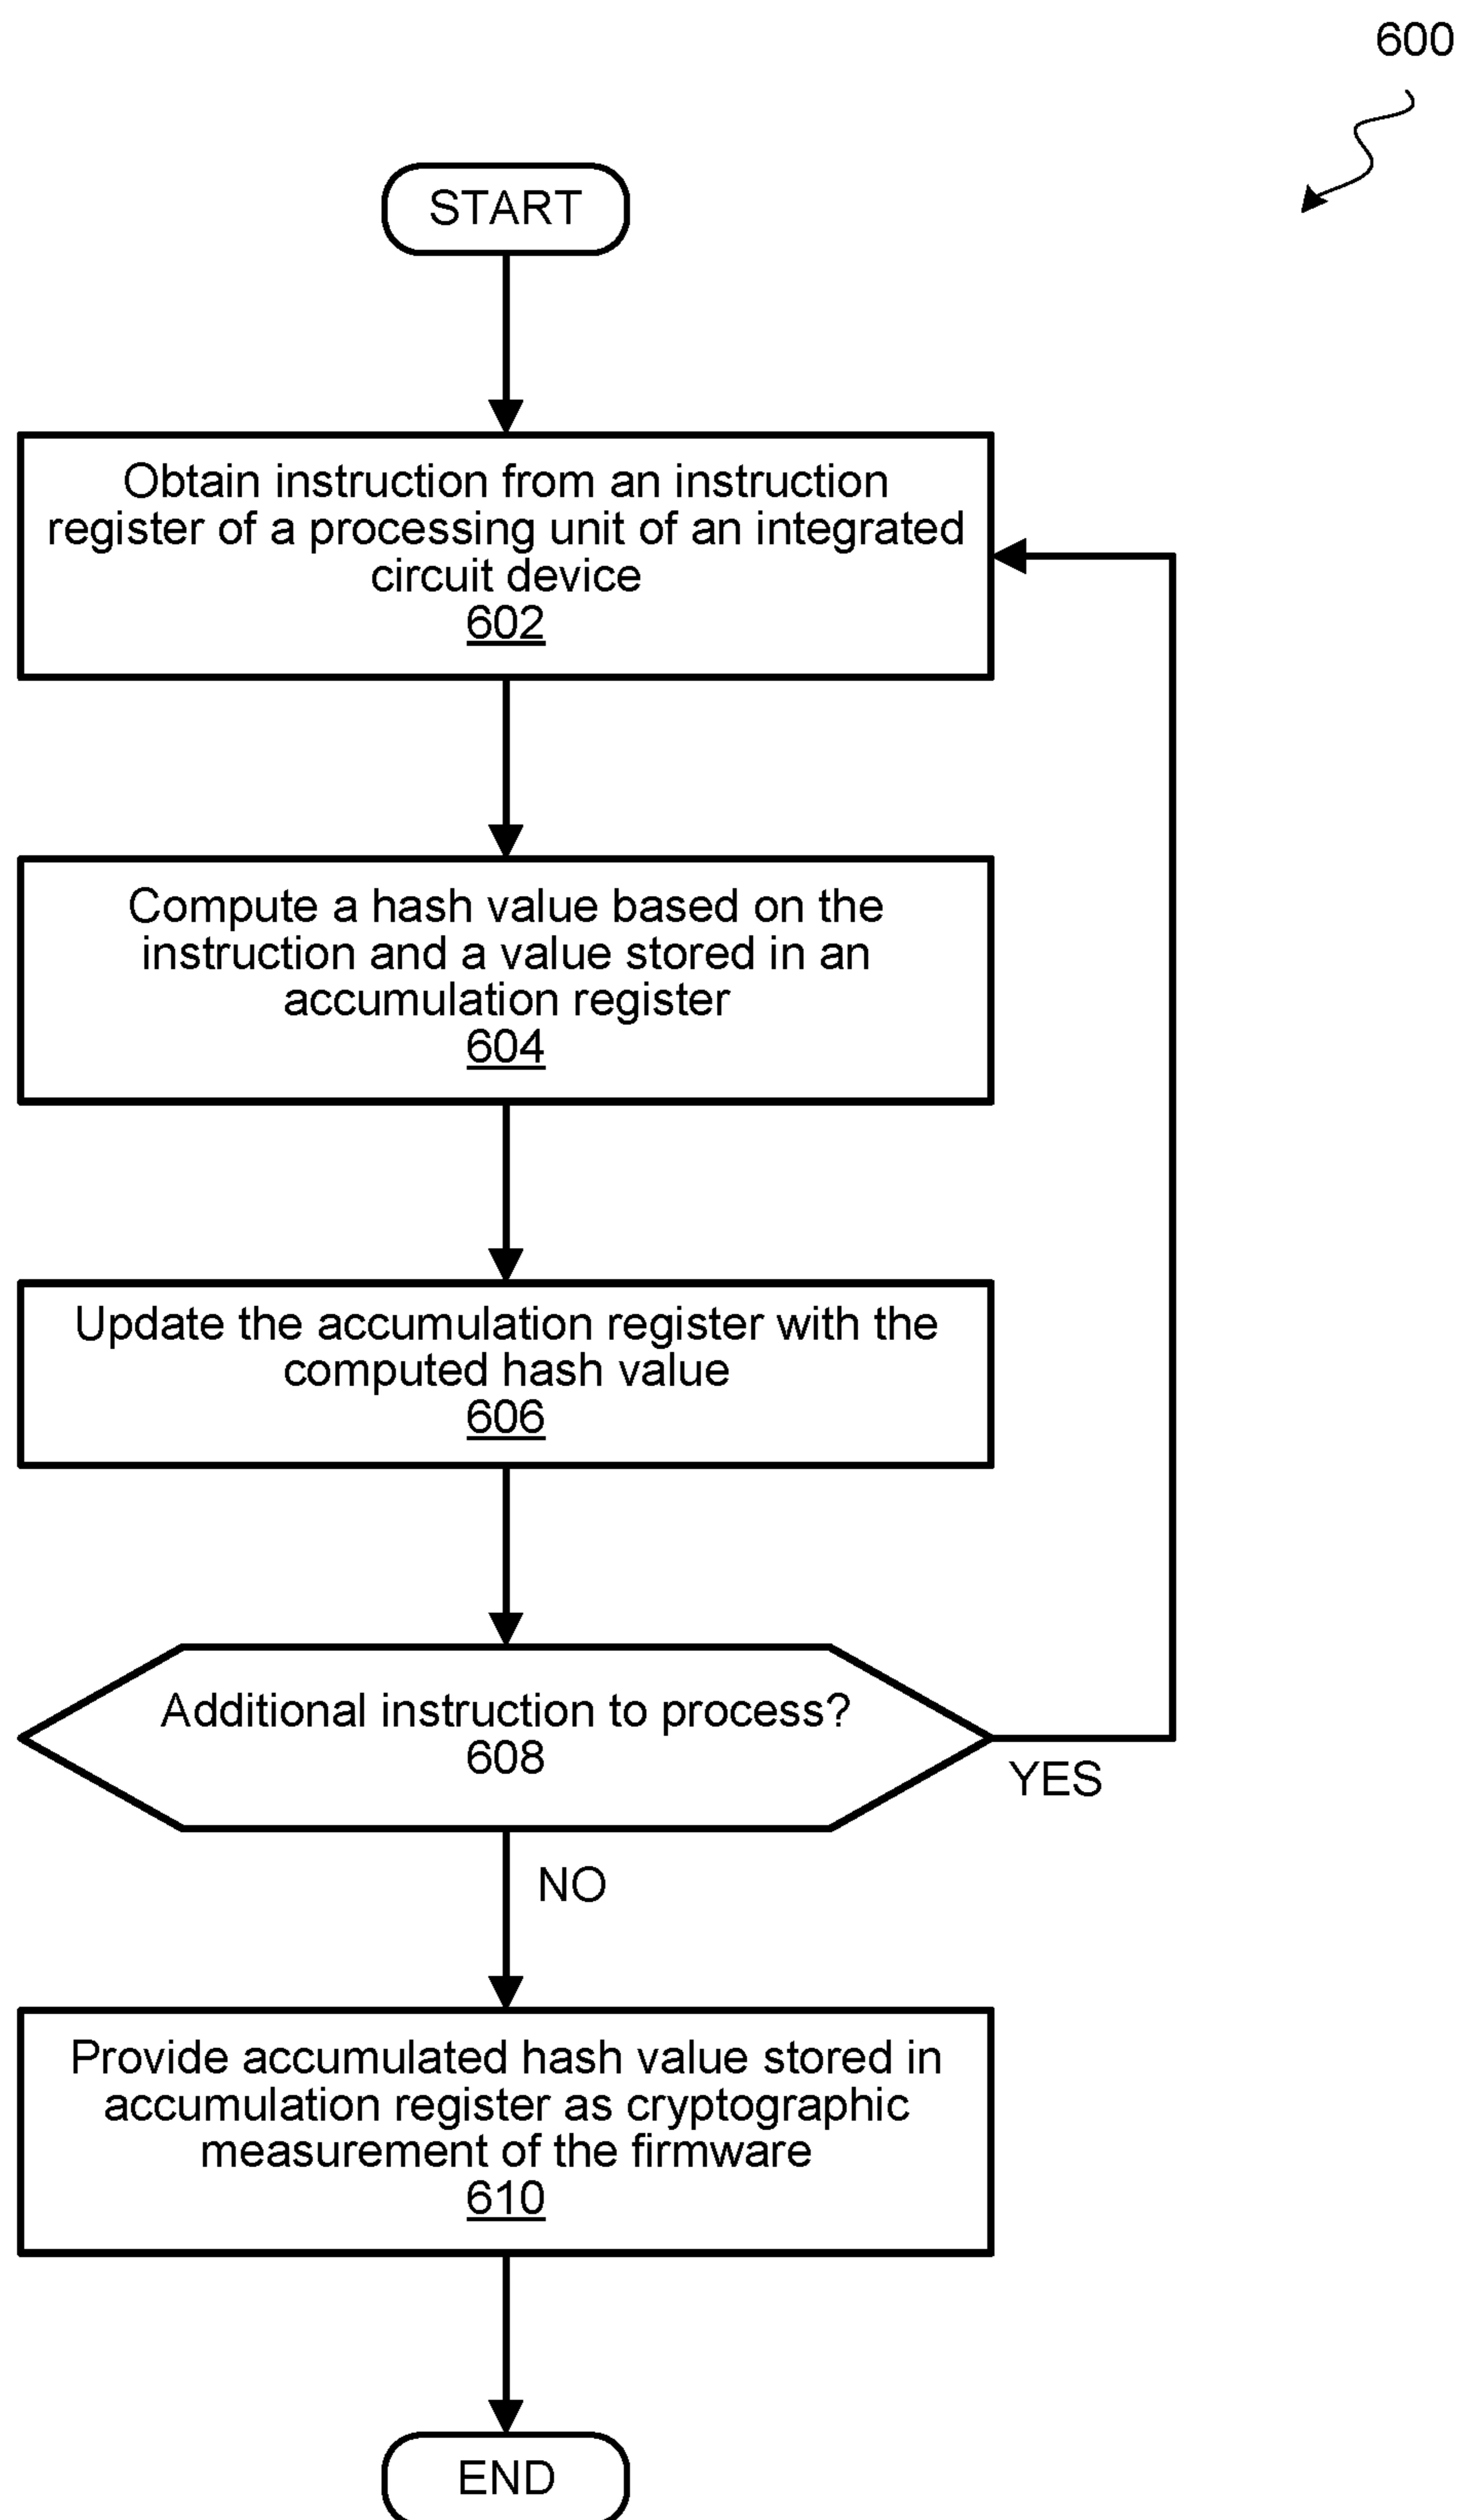 600
START
Obtain instruction from an instruction
register of a processing unit of an integrated
circuit device
602
Compute a hash value based on the
instruction and a value stored in an
accumulation register
604
Update the accumulation register with the
computed hash value
606
Additional instruction to process?
608
YES
NO
Provide accumulated hash value stored in
accumulation register as cryptographic
measurement of the firmware
610
END